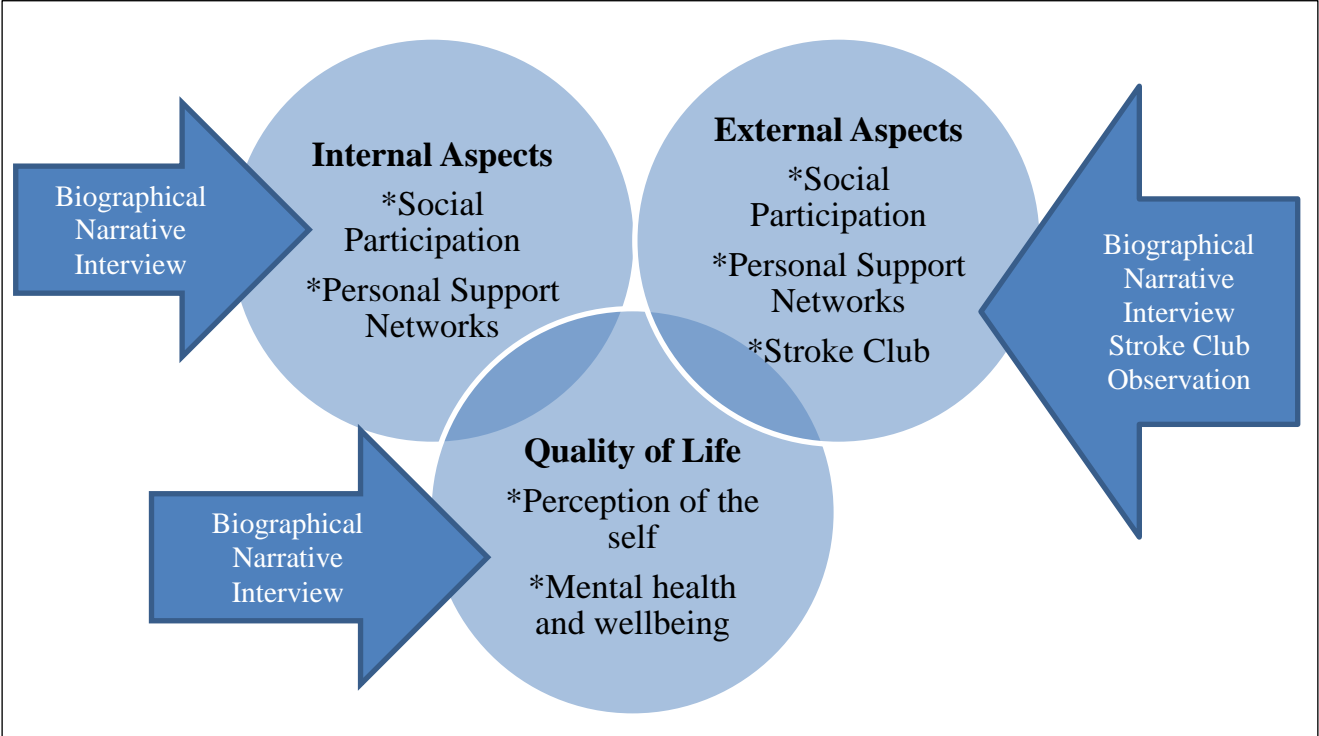 Biographical
Narrative
Interview
Internal Aspects
*Social
Participation
*Personal Support
Networks
External Aspects
*Social
Participation
*Personal Support
Networks
*Stroke Club
Biographical
Narrative
Interview
Stroke Club
Observation
Biographical
Narrative
Interview
Quality of Life
*Perception of the
self
*Mental health
and wellbeing